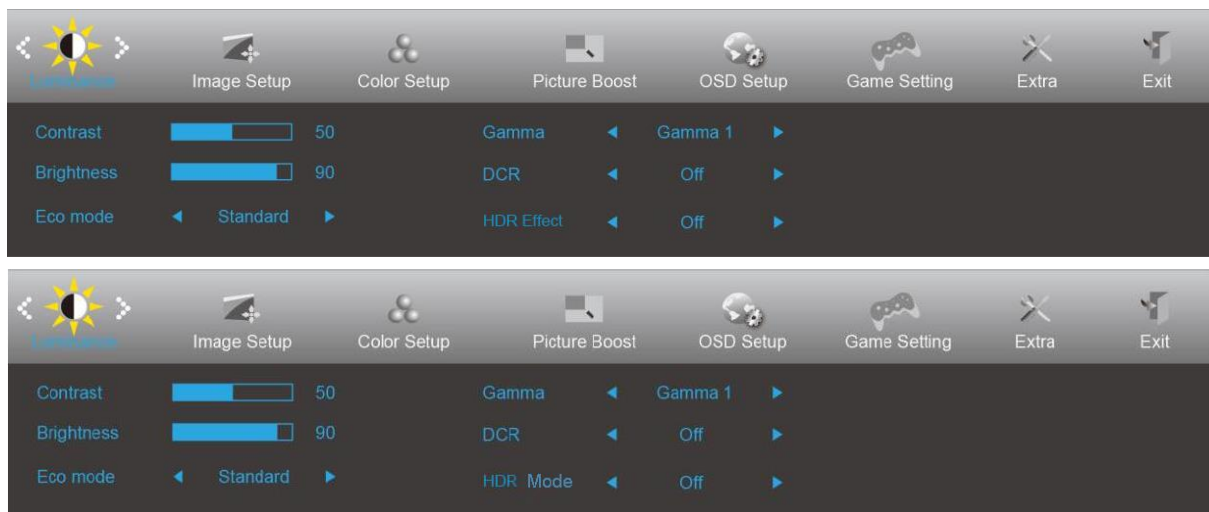 Luminance Image Setup Color Setup Picture Boost OSD Setup Game Setting Extra Exit
Contrast 50 Gamma Gamma 1
Brightness 90 DCR Off
Eco mode Standard HDR Effect Off
Luminance Image Setup Color Setup Picture Boost OSD Setup Game Setting Extra Exit
Contrast 50 Gamma Gamma 1
Brightness 90 DCR Off
Eco mode Standard HDR Mode Off